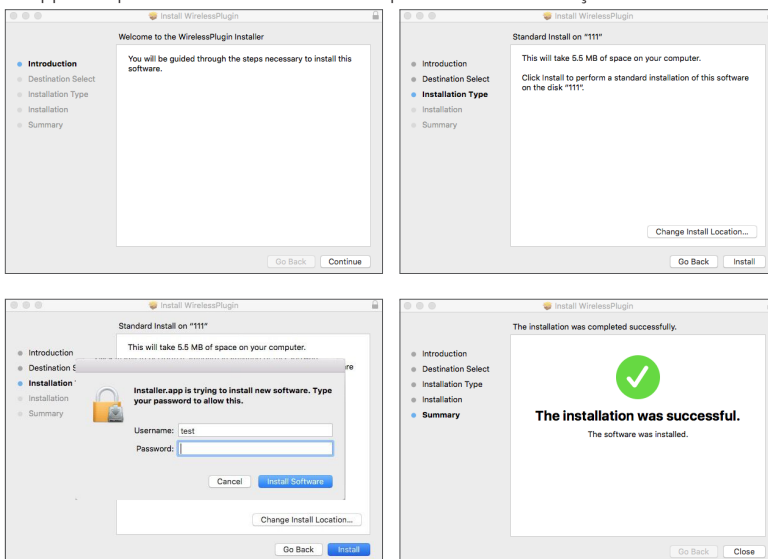 Install WirelessPlugin
Welcome to the WirelessPlugin Installer
Introduction
Destination Select
Installation Type
Installation
Summary
You will be guided through the steps necessary to install this
software.
Go Back
Continue
Install WirelessPlugin
Standard Install on "111"
Introduction
Destination Select
Installation Type
Installation
Summary
This will take 5.5 MB of space on your computer.
Click Install to perform a standard installation of this software
on the disk "111".
Change Install Location...
Go Back
Install
Install WirelessPlugin
Standard Install on "111"
Introduction
Destination S
Installation
Installation
Summary
This will take 5.5 MB of space on your computer.
re
Installer.app is trying to install new software. Type
your password to allow this.
Username: test
Password:
Cancel
Install Software
Change Install Location...
Go Back
Install
Install WirelessPlugin
The installation was completed successfully.
Introduction
Destination Select
Installation Type
Installation
Summary
The installation was successful.
The software was installed.
Go Back
Close